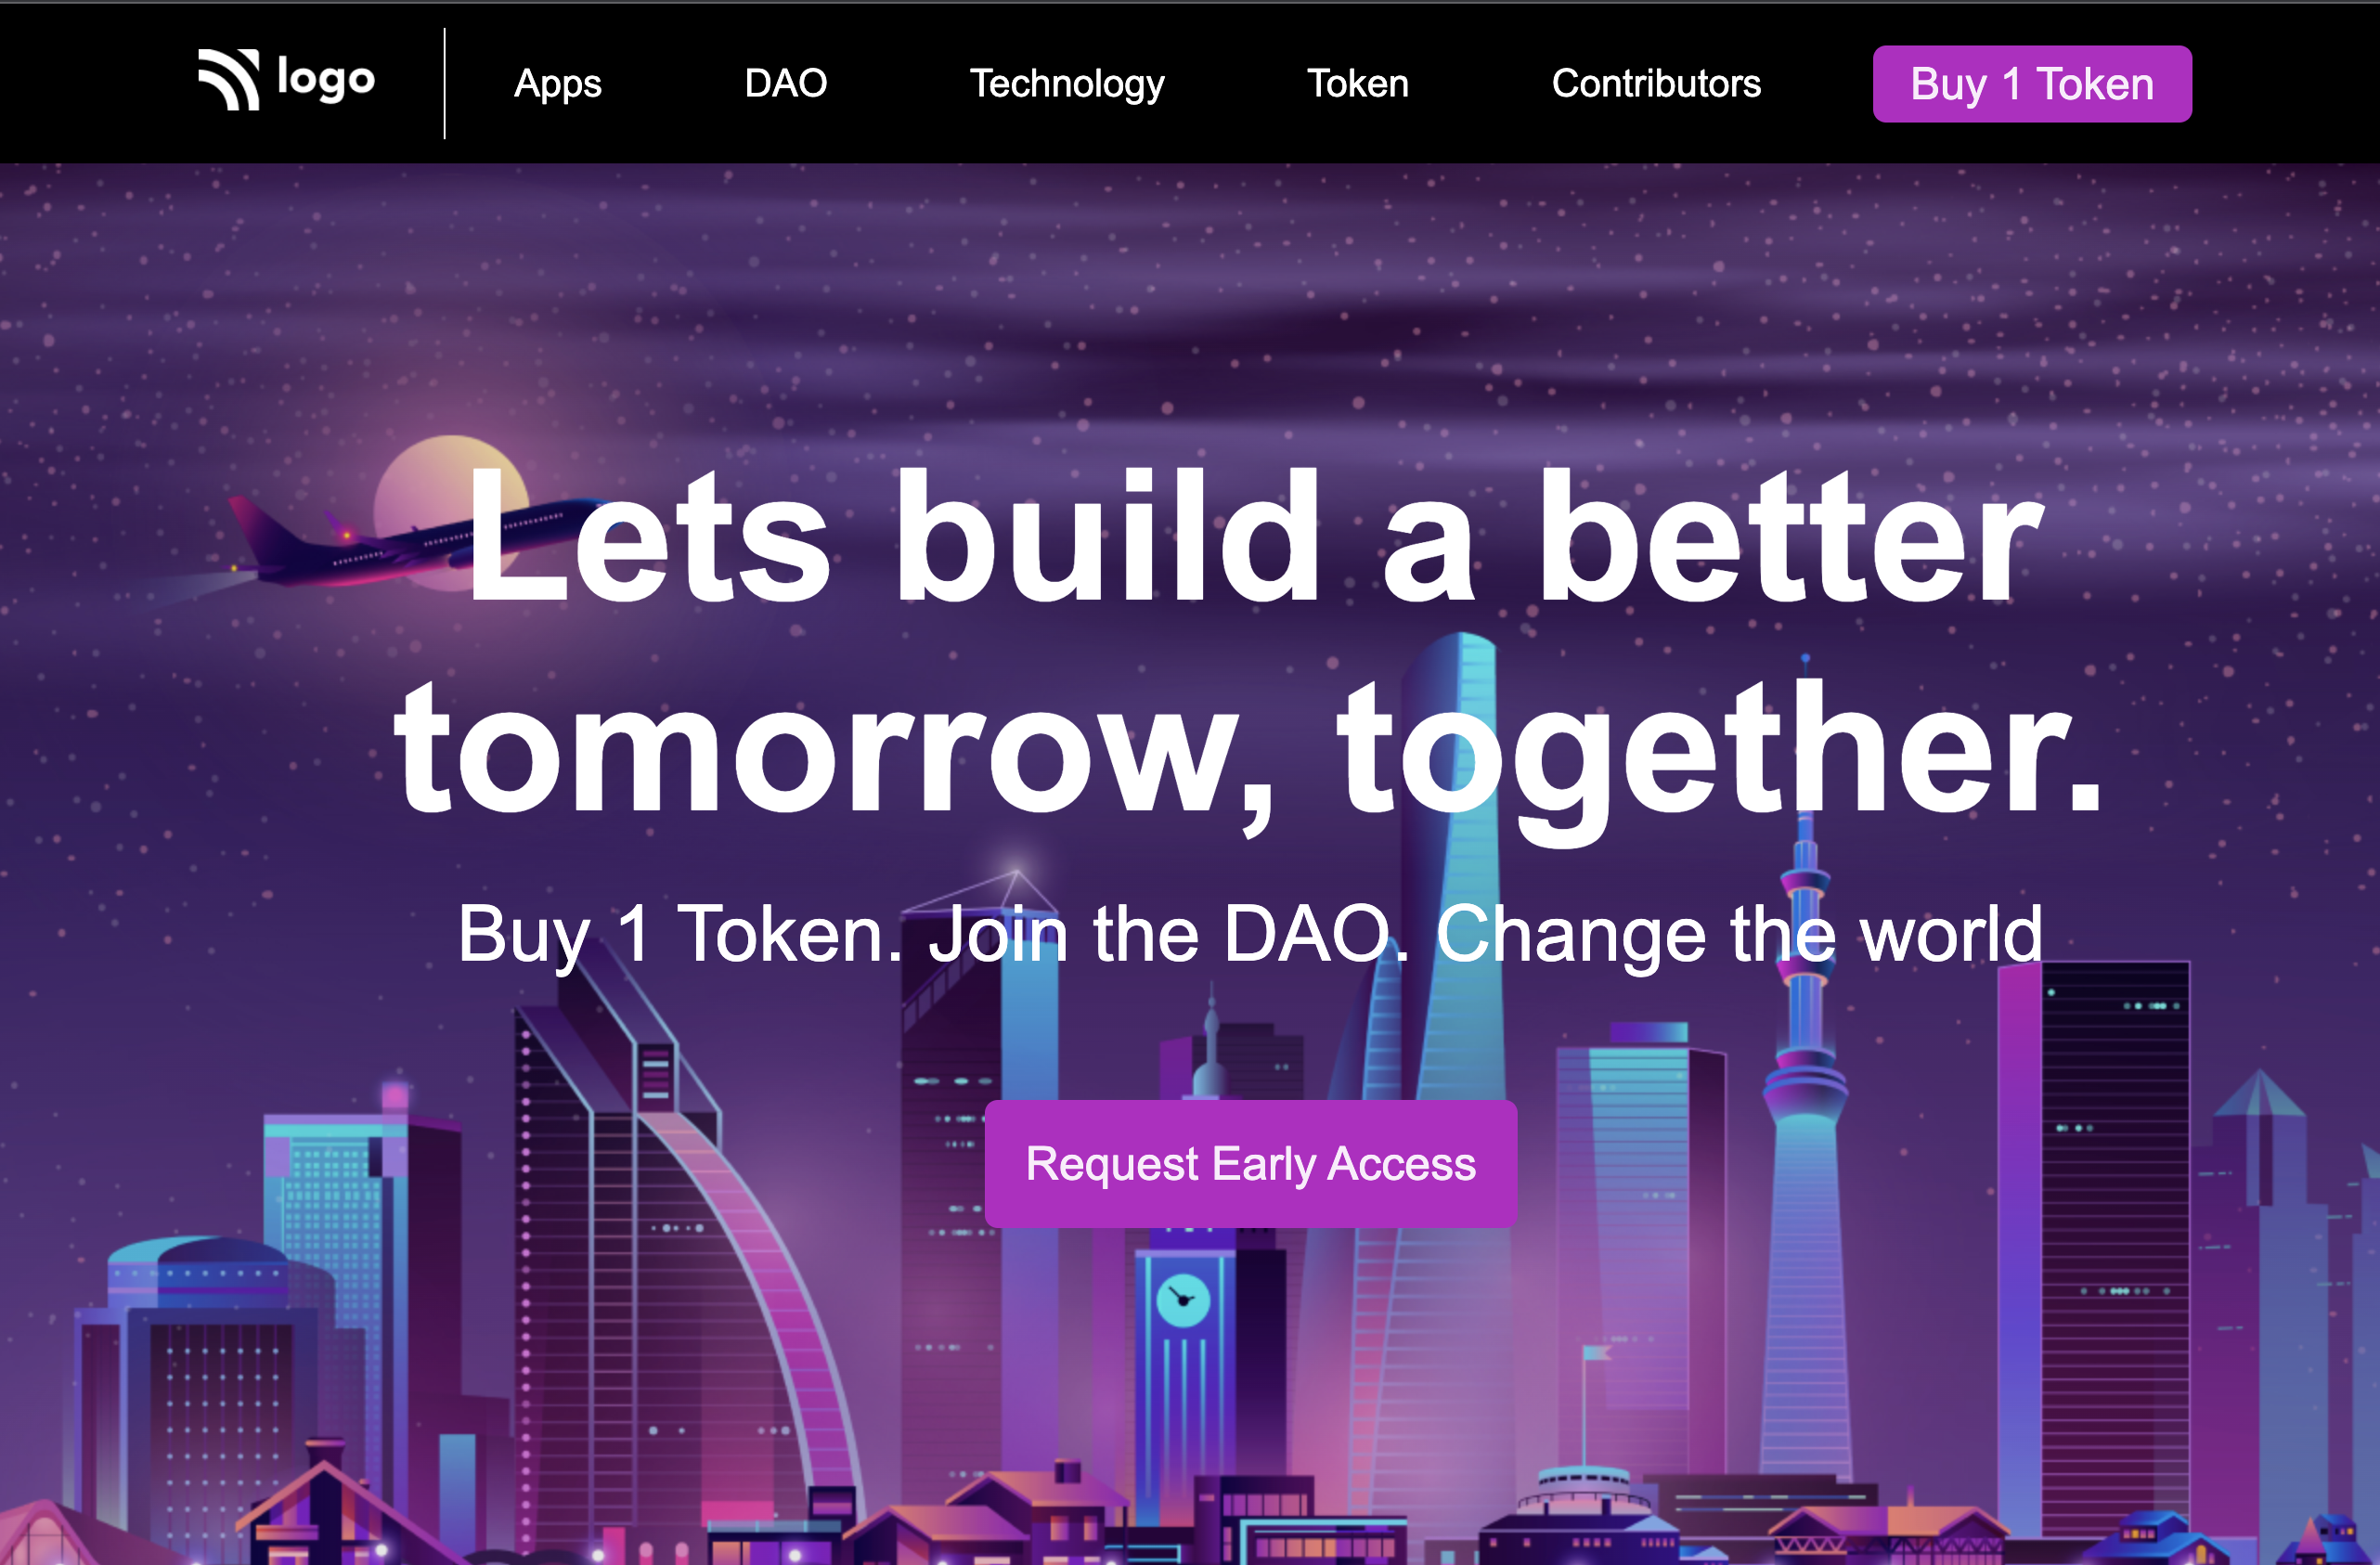 logo
Apps
DAO
Technology
Token
Contributors
Buy 1 Token
Lets build a better
tomorrow, together.
Buy 1 Token. Join the DAO. Change the world
Request Early Access